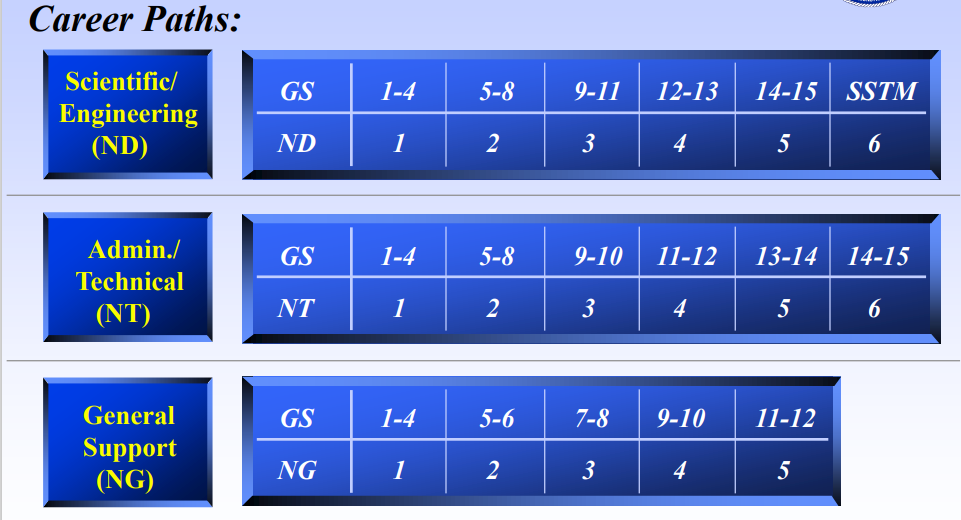 Career Paths:
Scientific/
Engineering
(ND)
GS 1-4 5-8 9-11 12-13 14-15 SSTM
ND 1 2 3 4 5 6
Admin./
Technical
(NT)
GS 1-4 5-8 9-10 11-12 13-14 14-15
NT 1 2 3 4 5 6
General
Support
(NG)
GS 1-4 5-6 7-8 9-10 11-12
NG 1 2 3 4 5